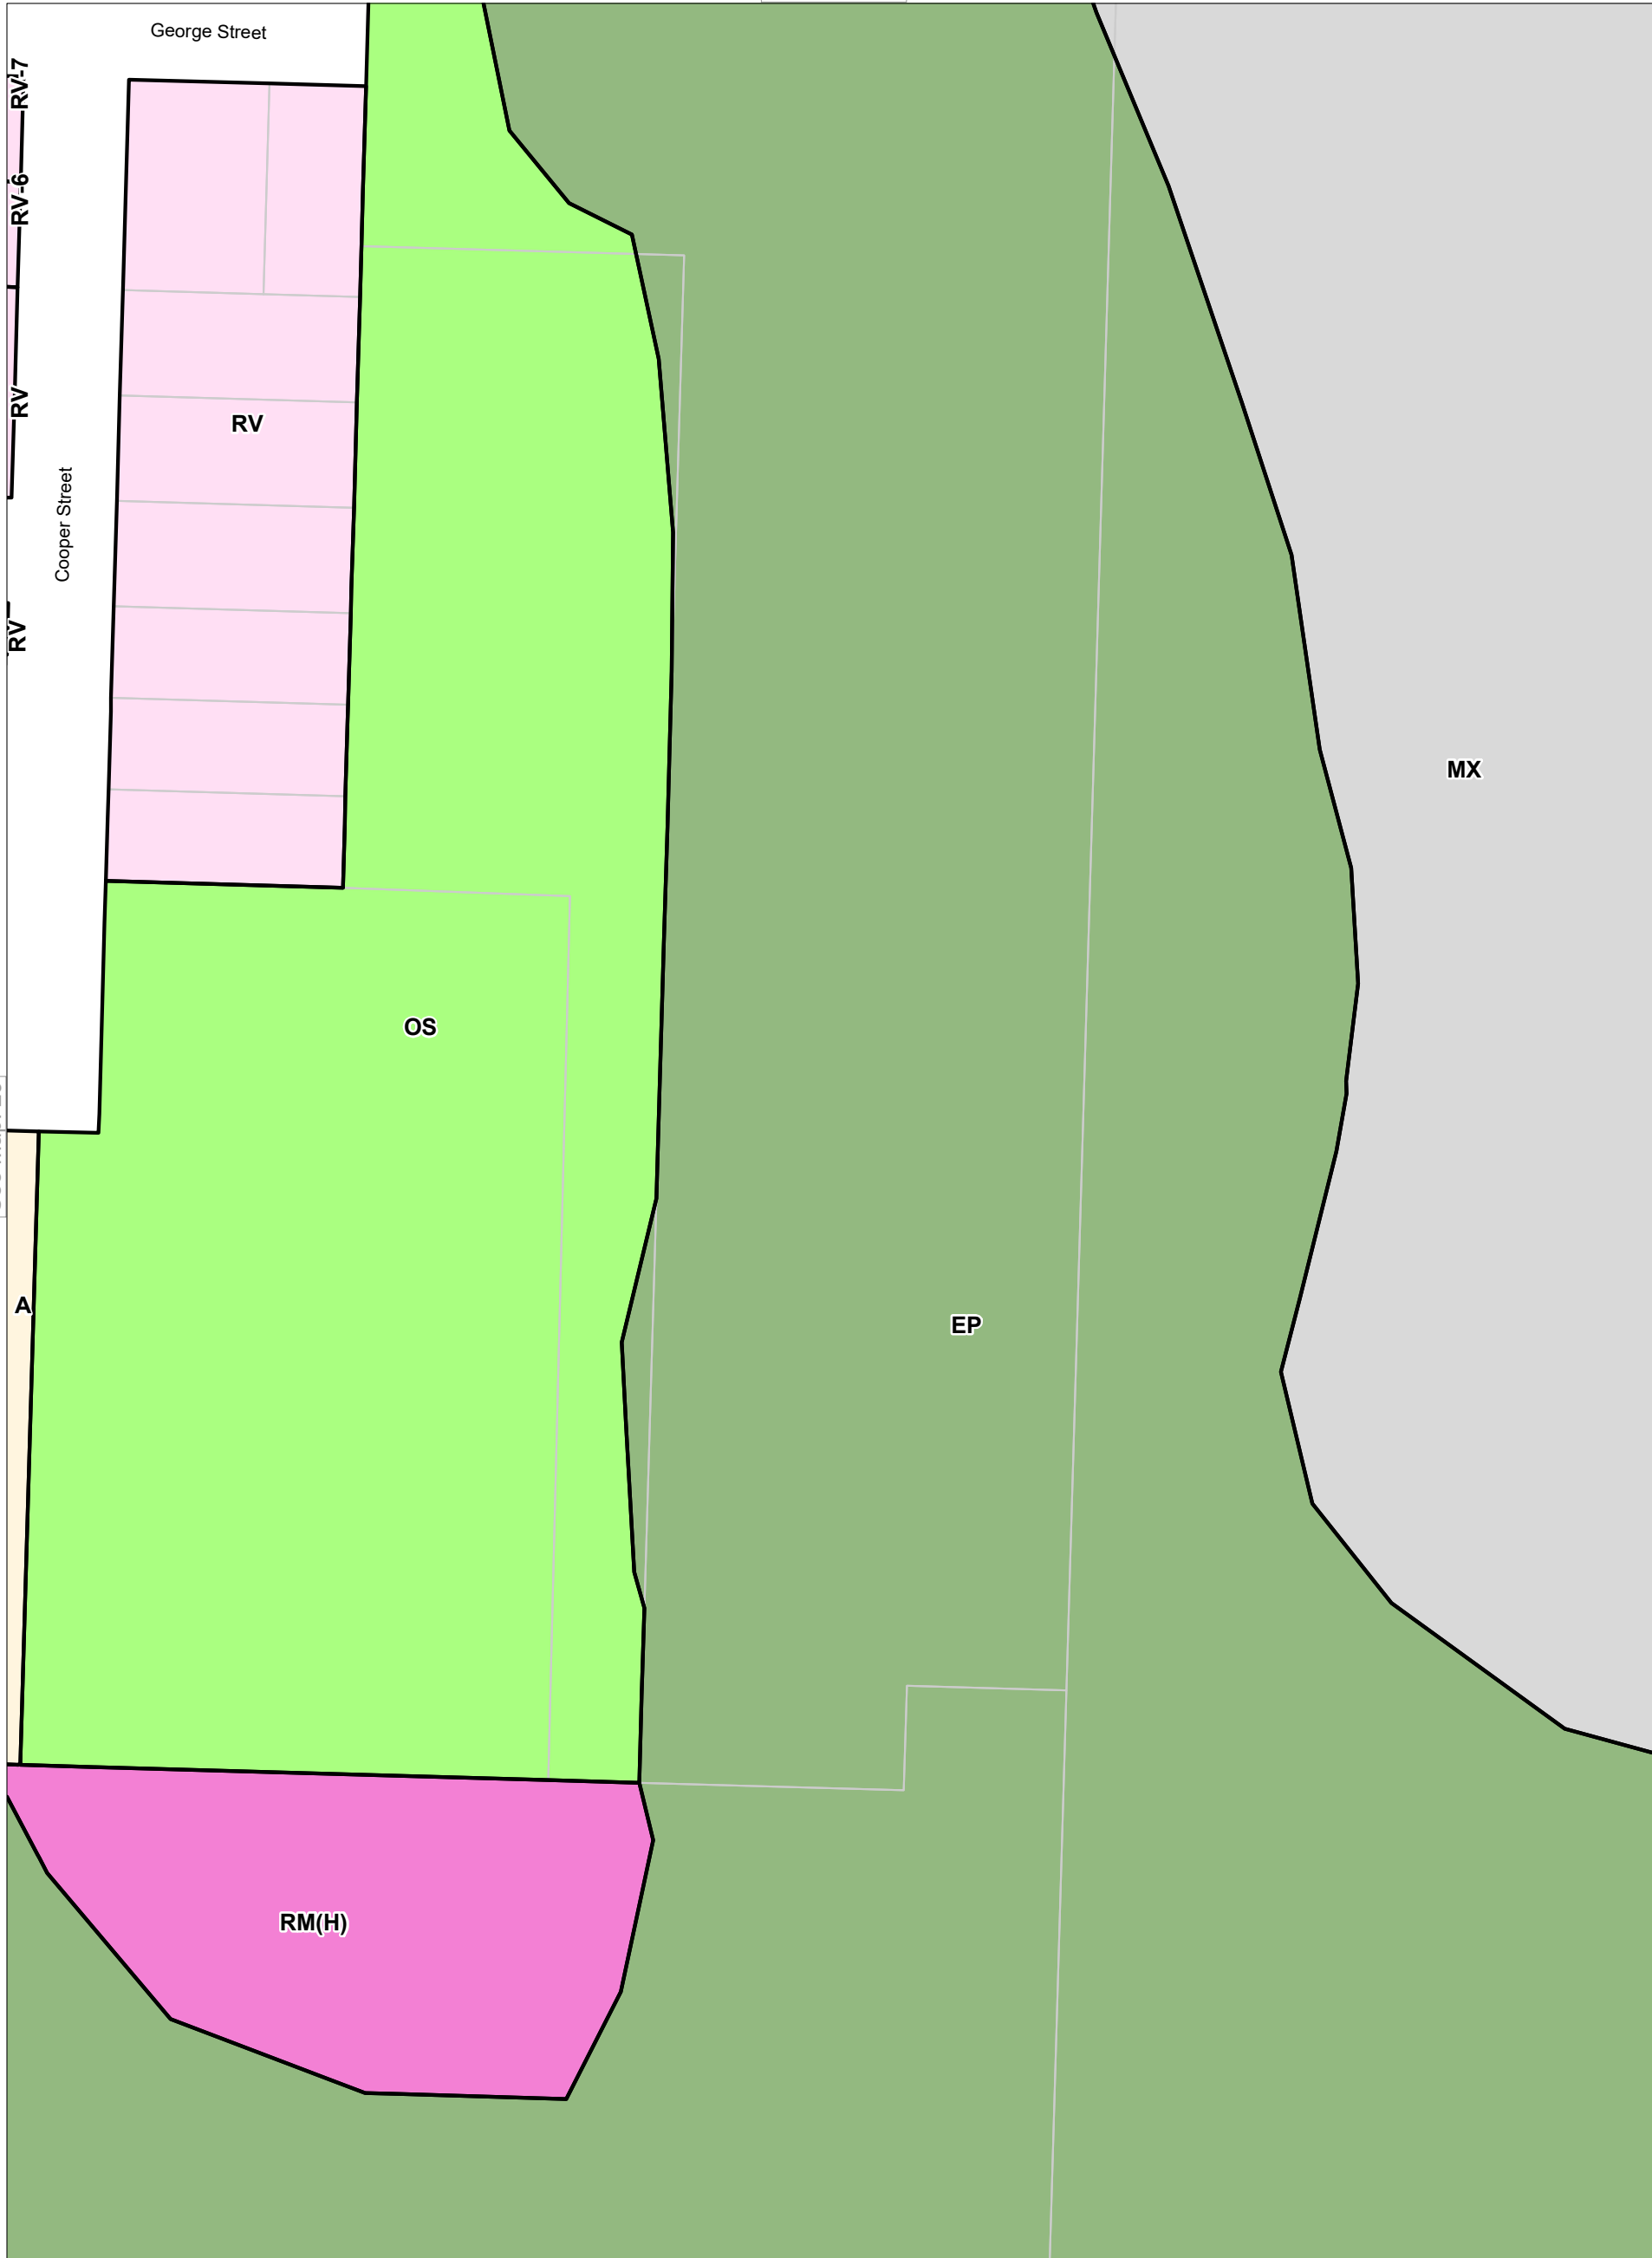 George Street
RV-7
RV-6
RV
RV
Cooper Street
RV
MX
OS
A
EP
RM(H)